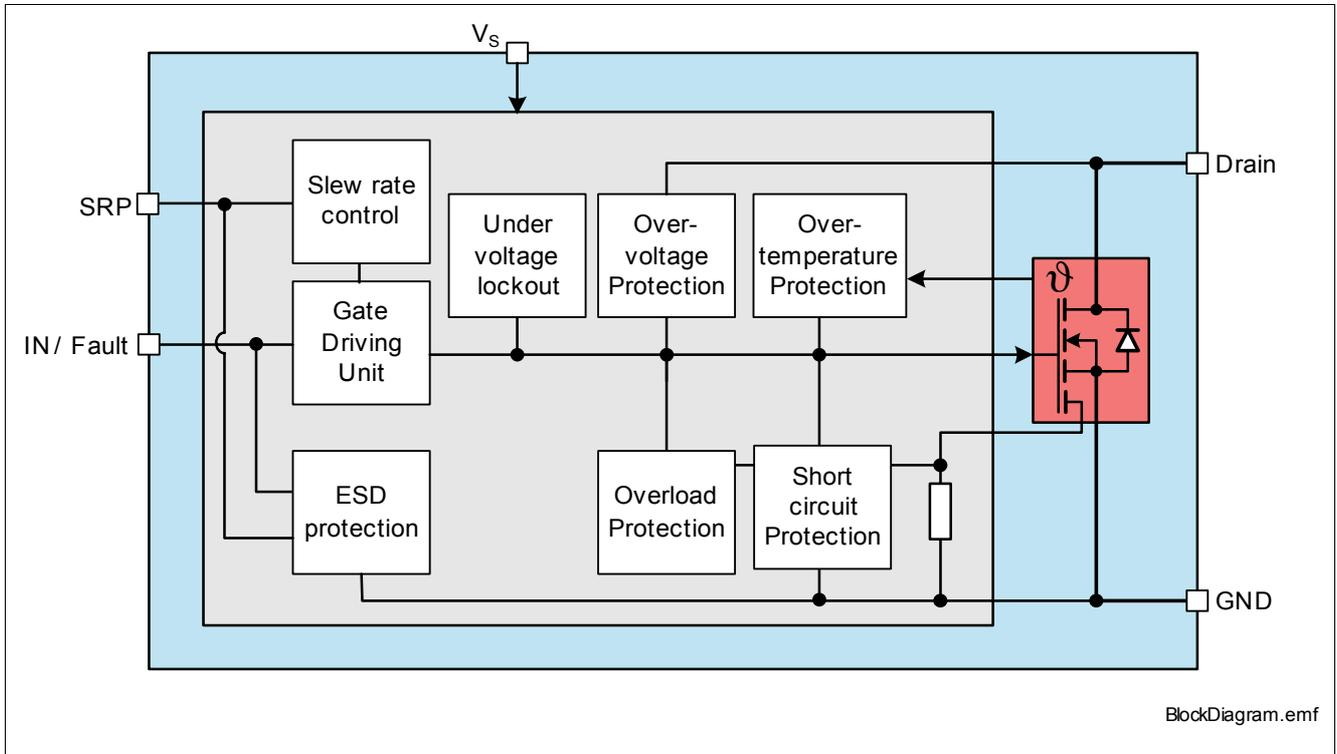 V_S
Drain
SRP
Slew rate
control
Under
voltage
lockout
Over-
voltage
Protection
Over-
temperature
Protection
ϑ
IN / Fault
Gate
Driving
Unit
ESD
protection
Overload
Protection
Short
circuit
Protection
GND
BlockDiagram.emf